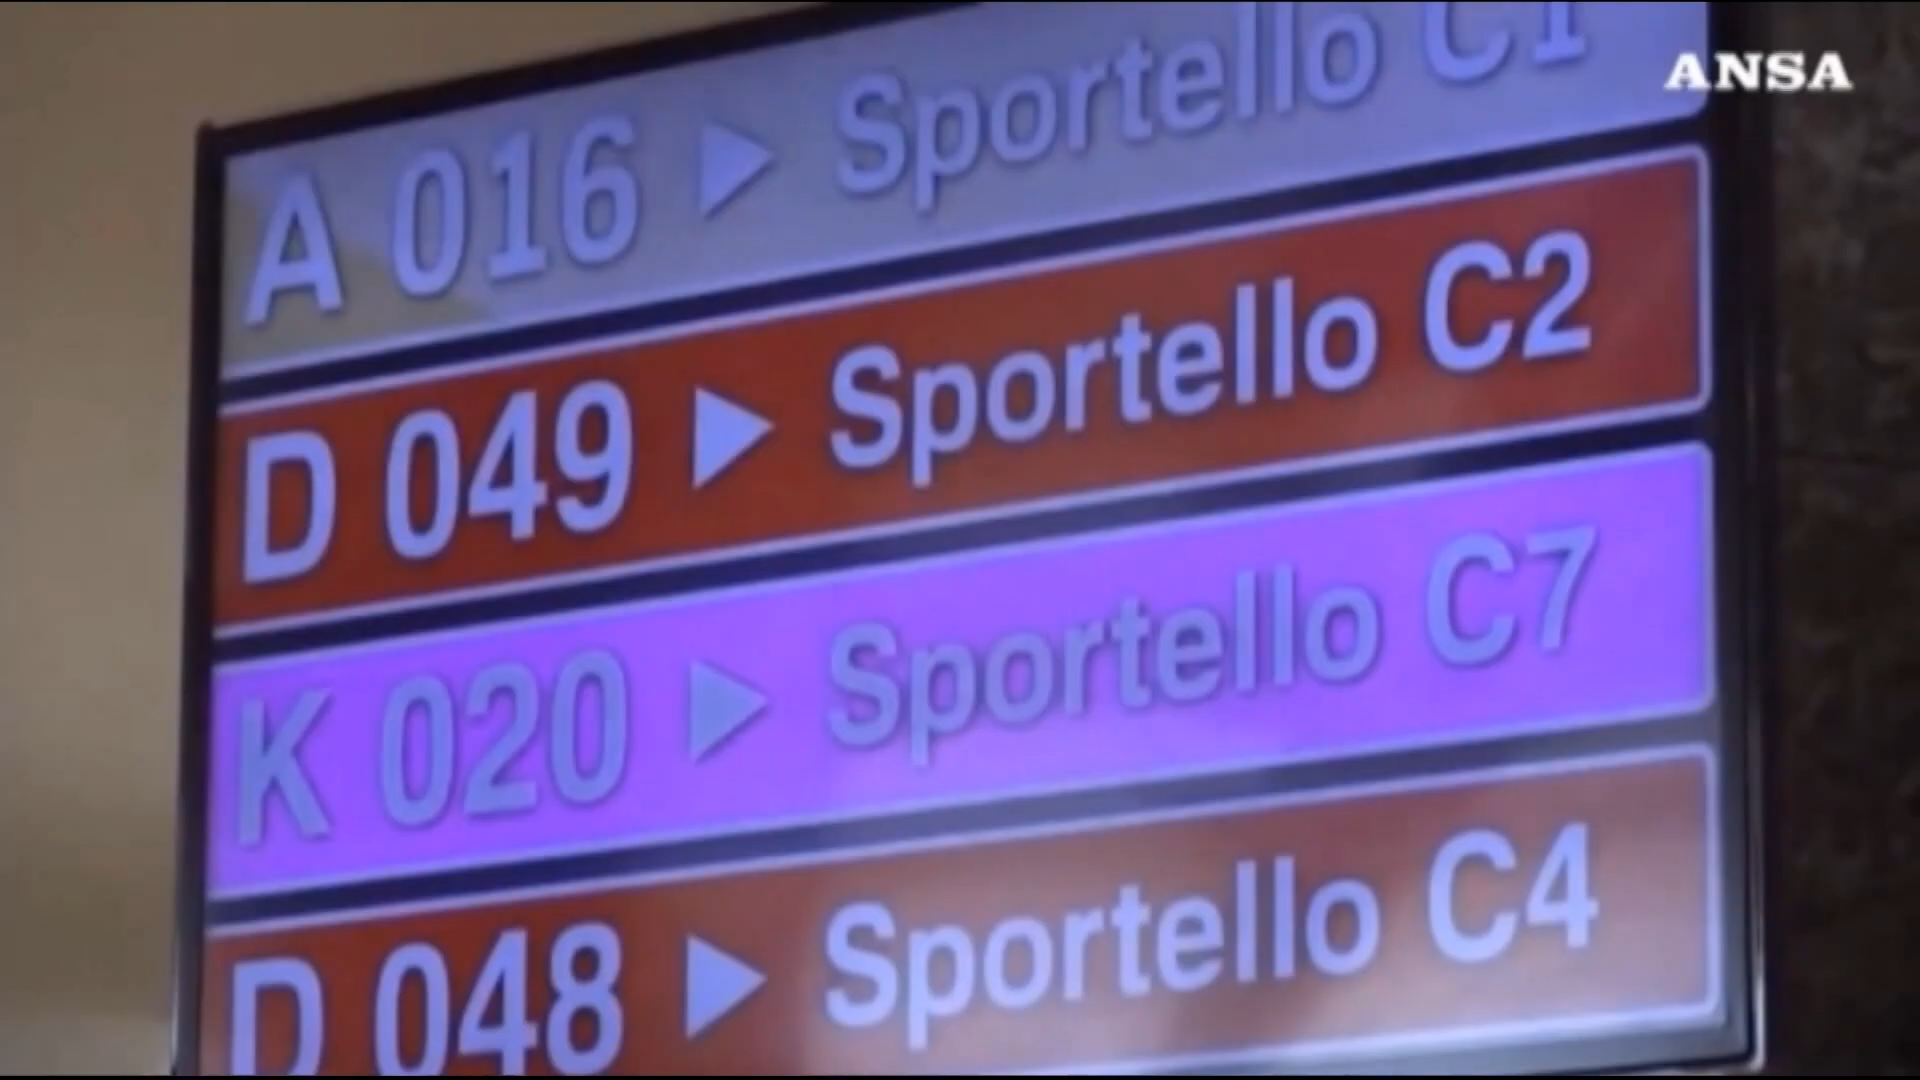 ANSA
A 016 ▶ Sportello C1
D 049 ▶ Sportello C2
K 020 ▶ Sportello C7
D 048 ▶ Sportello C4